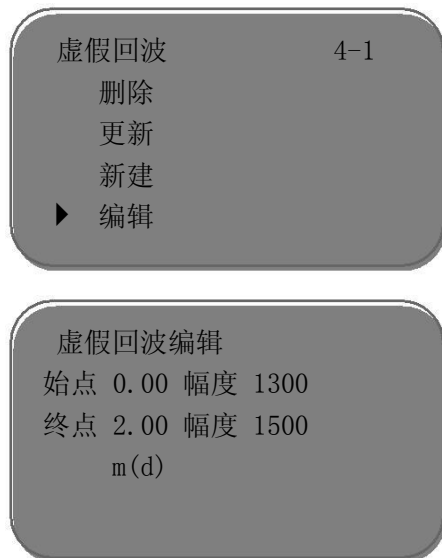 虚假回波 4-1
删除
更新
新建
编辑
虚假回波编辑
始点 0.00 幅度 1300
终点 2.00 幅度 1500
m(d)